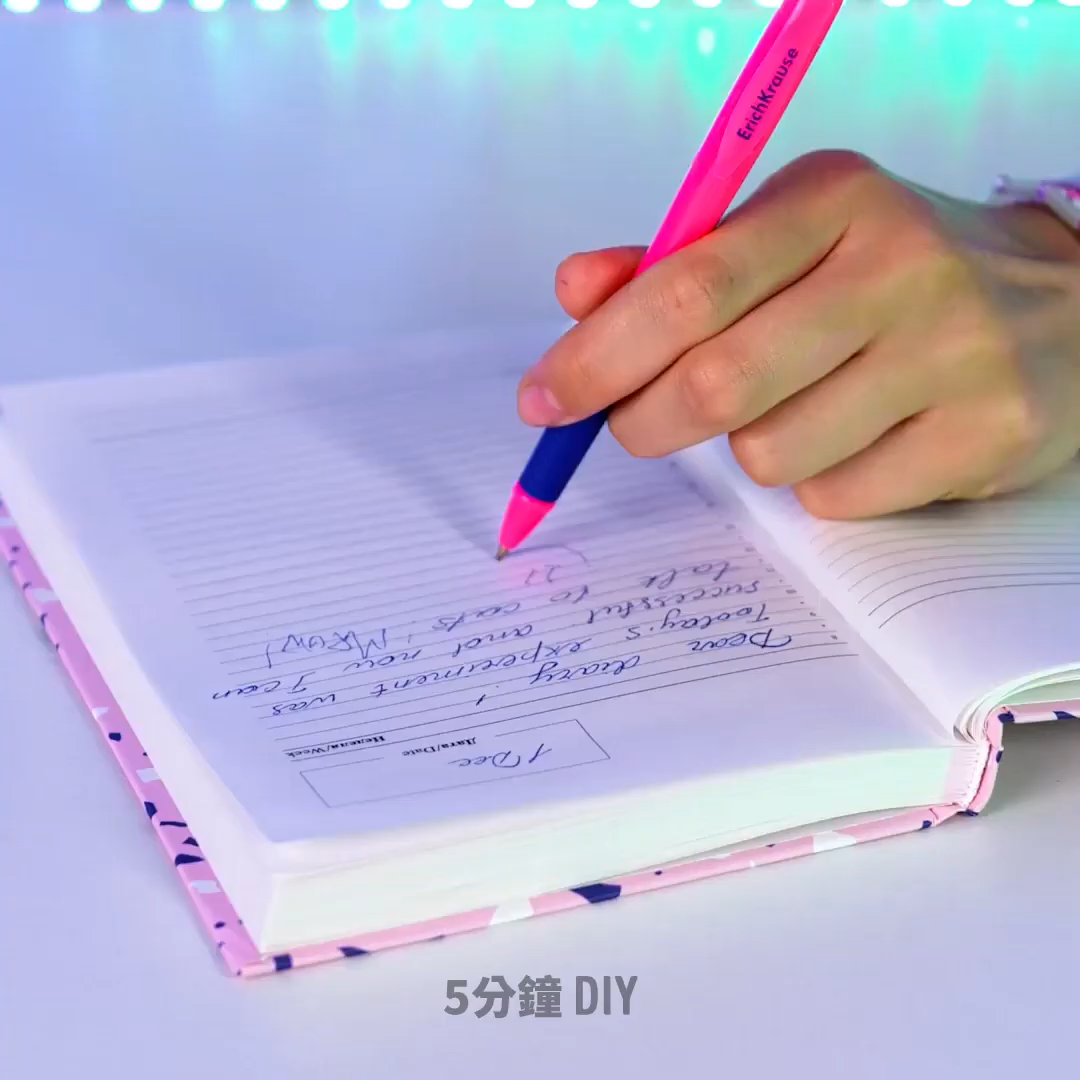 ErichKrause
1 Dec
Дата/Date
Неделя/Week
Dear diary!
Today's experiment was
successful and now I can
talk to cats:
5分鐘 DIY